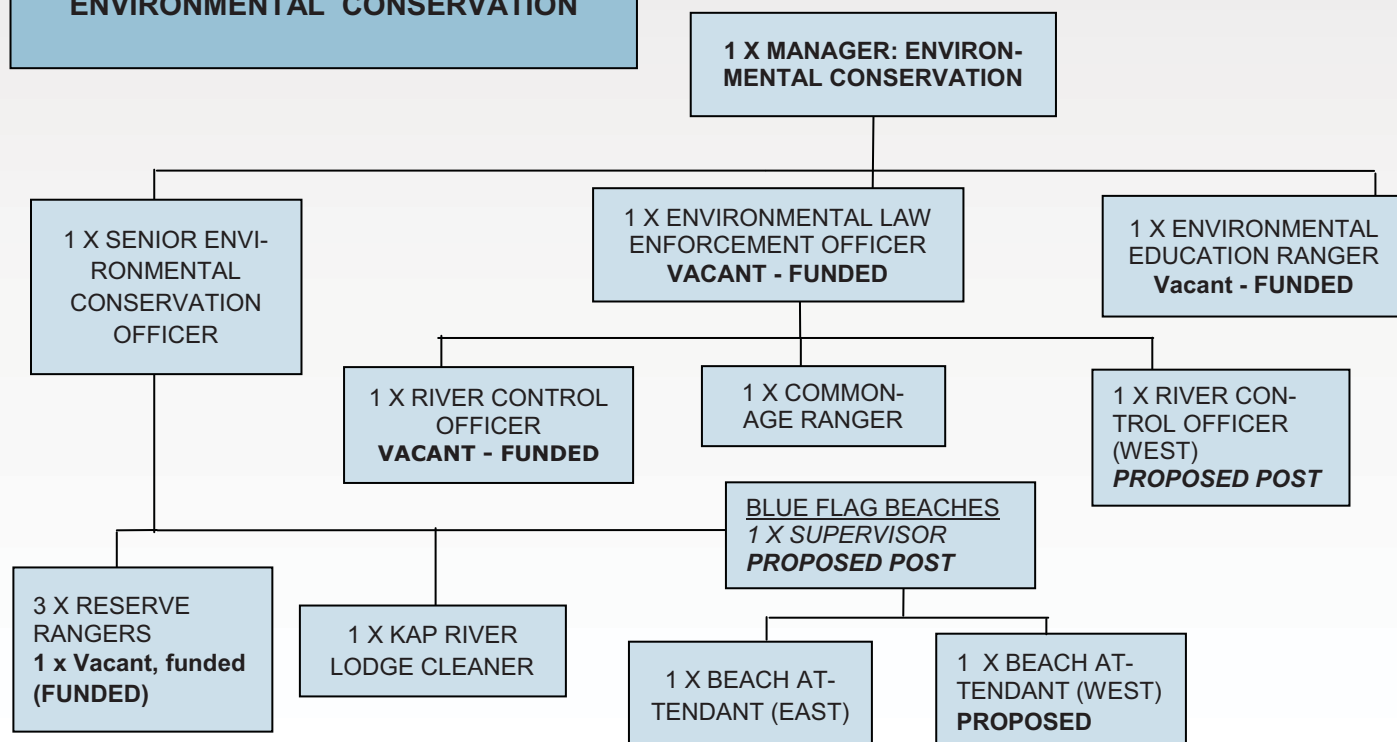 ENVIRONMENTAL CONSERVATION
1 X MANAGER: ENVIRON-
MENTAL CONSERVATION
1 X SENIOR ENVI-
RONMENTAL
CONSERVATION
OFFICER
1 X ENVIRONMENTAL LAW
ENFORCEMENT OFFICER
VACANT - FUNDED
1 X ENVIRONMENTAL
EDUCATION RANGER
Vacant - FUNDED
1 X RIVER CONTROL
OFFICER
VACANT - FUNDED
1 X COMMON-
AGE RANGER
1 X RIVER CON-
TROL OFFICER
(WEST)
PROPOSED POST
BLUE FLAG BEACHES
1 X SUPERVISOR
PROPOSED POST
3 X RESERVE
RANGERS
1 x Vacant, funded
(FUNDED)
1 X KAP RIVER
LODGE CLEANER
1 X BEACH AT-
TENDANT (EAST)
1 X BEACH AT-
TENDANT (WEST)
PROPOSED